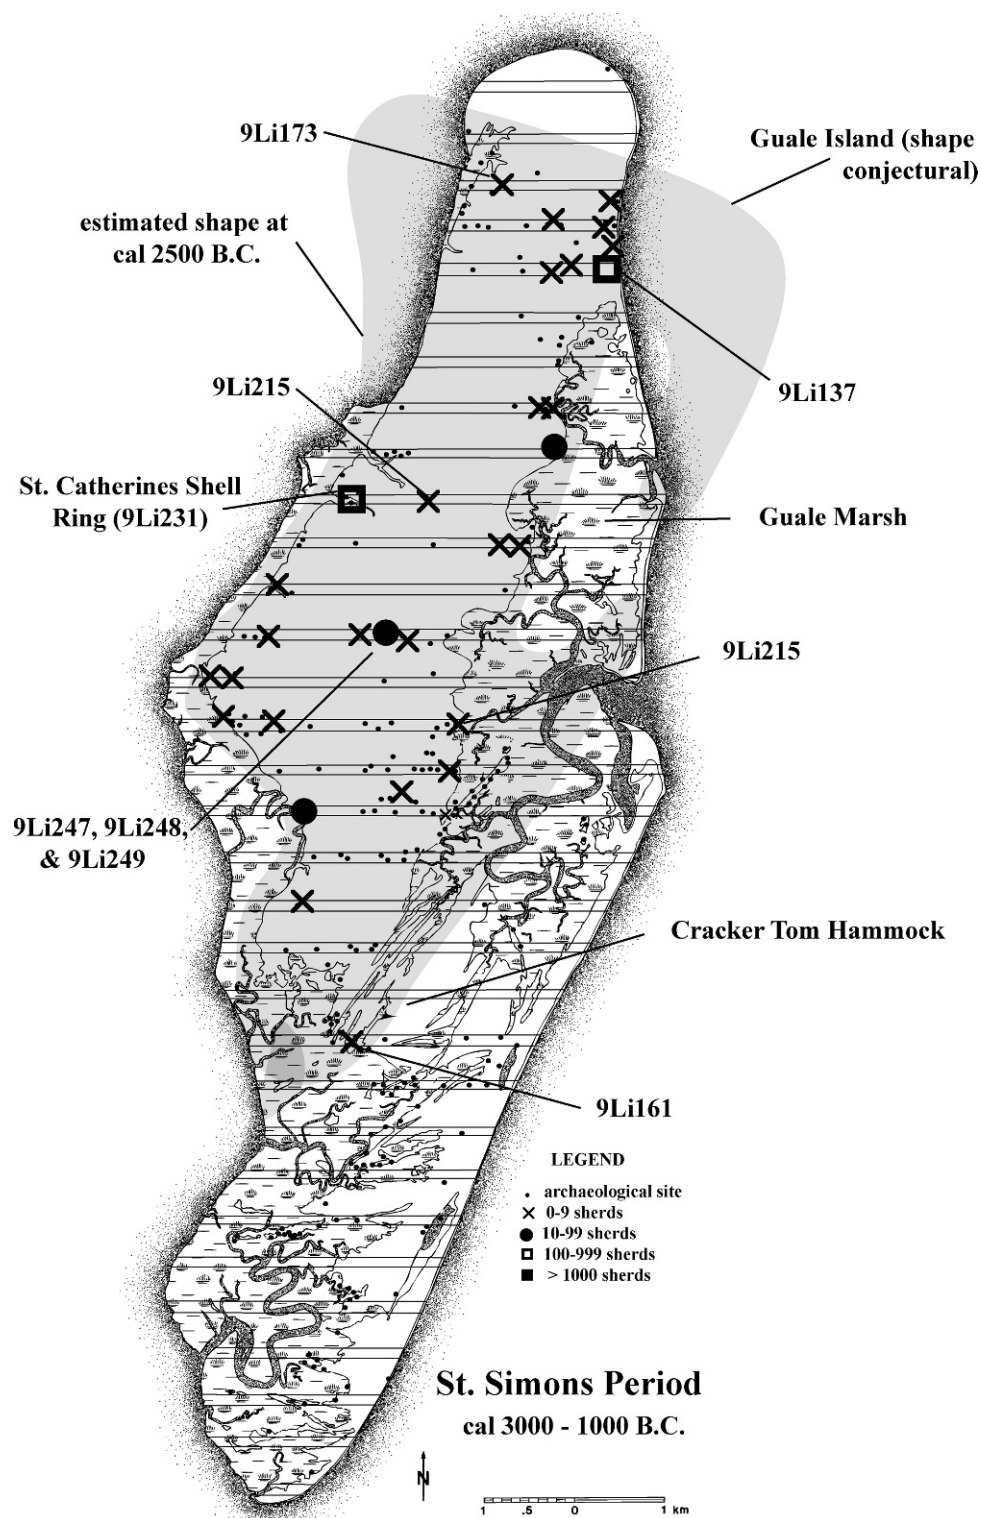 9Li173
Guale Island (shape
conjectural)
estimated shape at
cal 2500 B.C.
9Li137
9Li215
St. Catherines Shell
Ring (9Li231)
Guale Marsh
9Li215
9Li247, 9Li248,
& 9Li249
Cracker Tom Hammock
9Li161
LEGEND
archaeological site
0-9 sherds
10-99 sherds
100-999 sherds
> 1000 sherds
St. Simons Period
cal 3000 - 1000 B.C.
N
1 .5 0 1 km